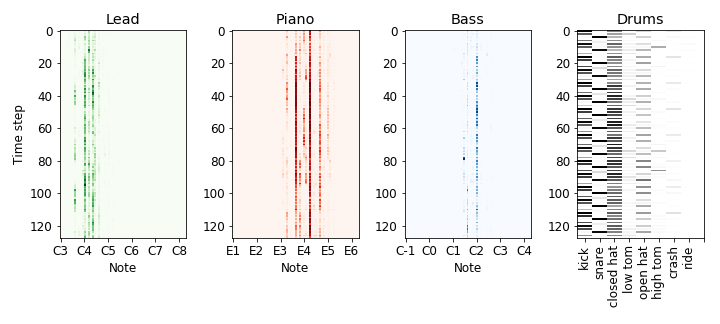 Lead
Piano
Bass
Drums
Time step
0
20
40
60
80
100
120
C3 C4 C5 C6 C7 C8
Note
0
20
40
60
80
100
120
E1 E2 E3 E4 E5 E6
Note
0
20
40
60
80
100
120
C-1 C0 C1 C2 C3 C4
Note
0
20
40
60
80
100
120
kick
snare
closed hat
low tom
open hat
high tom
crash
ride